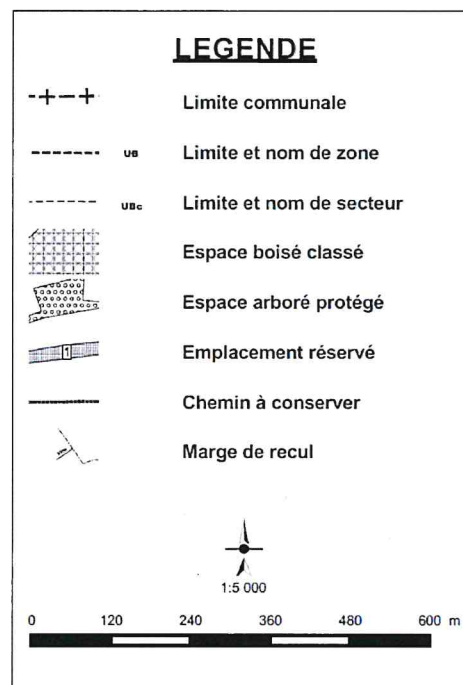 LEGENDE
Limite communale
UB Limite et nom de zone
UBc Limite et nom de secteur
Espace boisé classé
Espace arboré protégé
1 Emplacement réservé
Chemin à conserver
Marge de recul
1:5 000
0 120 240 360 480 600 m